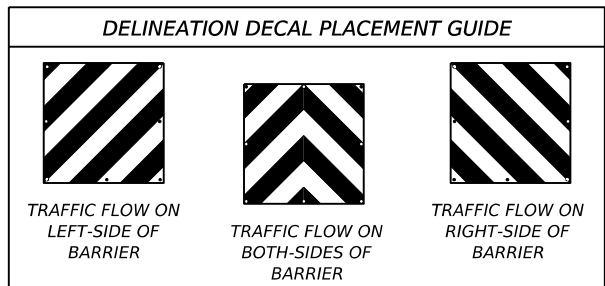 DELINEATION DECAL PLACEMENT GUIDE
TRAFFIC FLOW ON
LEFT-SIDE OF
BARRIER
TRAFFIC FLOW ON
BOTH-SIDES OF
BARRIER
TRAFFIC FLOW ON
RIGHT-SIDE OF
BARRIER